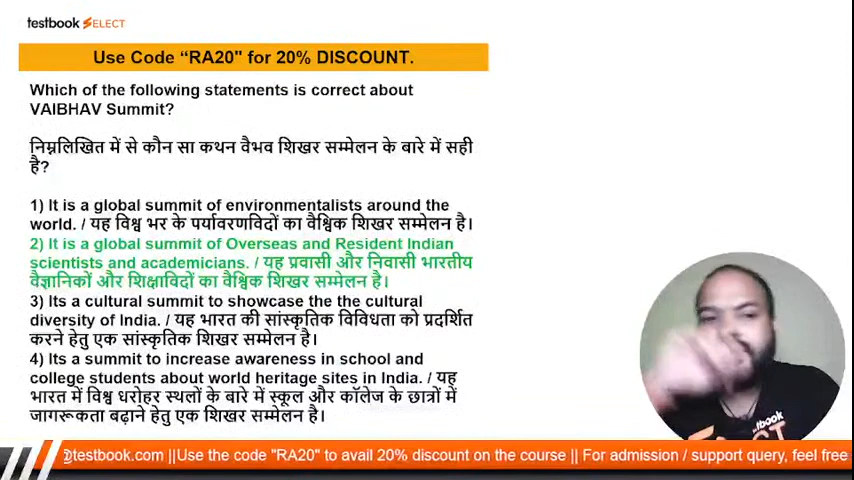 testbook SELECT
Use Code “RA20" for 20% DISCOUNT.
Which of the following statements is correct about
VAIBHAV Summit?
निम्नलिखित में से कौन सा कथन वैभव शिखर सम्मेलन के बारे में सही
है?
1) It is a global summit of environmentalists around the
world. / यह विश्व भर के पर्यावरणविदों का वैश्विक शिखर सम्मेलन है।
2) It is a global summit of Overseas and Resident Indian
scientists and academicians. / यह प्रवासी और निवासी भारतीय
वैज्ञानिकों और शिक्षाविदों का वैश्विक शिखर सम्मेलन है।
3) Its a cultural summit to showcase the the cultural
diversity of India. / यह भारत की सांस्कृतिक विविधता को प्रदर्शित
करने हेतु एक सांस्कृतिक शिखर सम्मेलन है।
4) Its a summit to increase awareness in school and
college students about world heritage sites in India. / यह
भारत में विश्व धरोहर स्थलों के बारे में स्कूल और कॉलेज के छात्रों में
जागरूकता बढ़ाने हेतु एक शिखर सम्मेलन है।
@testbook.com ||Use the code "RA20" to avail 20% discount on the course || For admission / support query, feel free